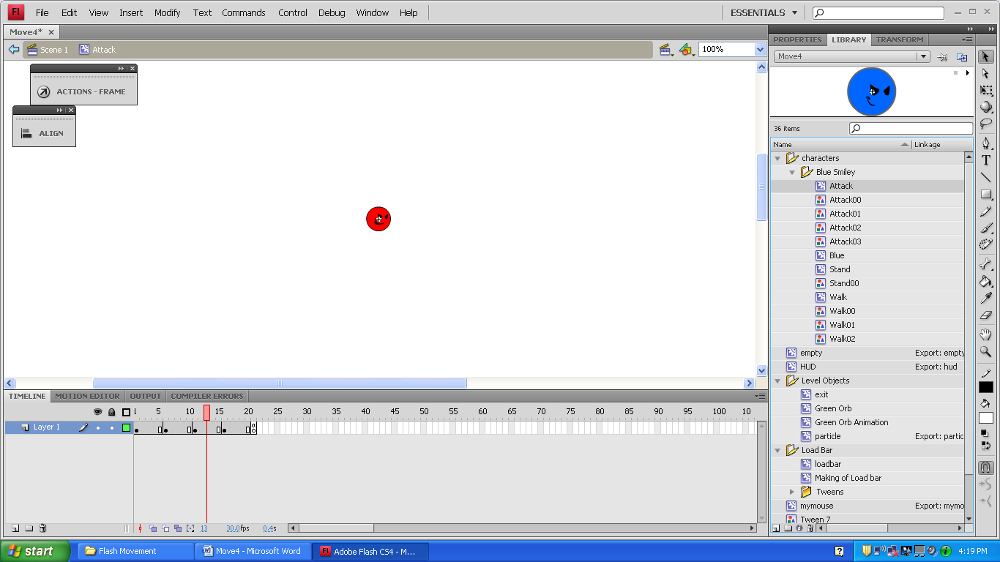 Fl File Edit View Insert Modify Text Commands Control Debug Window Help ESSENTIALS
Move4*
Scene 1 Attack 100%
ACTIONS - FRAME
ALIGN
PROPERTIES LIBRARY TRANSFORM
Move4
36 items
Name Linkage
characters
Blue Smiley
Attack
Attack00
Attack01
Attack02
Attack03
Blue
Stand
Stand00
Walk
Walk00
Walk01
Walk02
empty Export: empty
HUD Export: hud
Level Objects
exit
Green Orb
Green Orb Animation
particle Export: partic
Load Bar
loadbar
Making of Load bar
Tweens
mymouse Export: mymo
Tween 7
TIMELINE MOTION EDITOR OUTPUT COMPILER ERRORS
1 5 10 15 20 25 30 35 40 45 50 55 60 65 70 75 80 85 90 95 100 10
Layer 1
13 30.0fps 0.4s
start Flash Movement Move4 - Microsoft Word Fl Adobe Flash CS4 - M... 4:19 PM